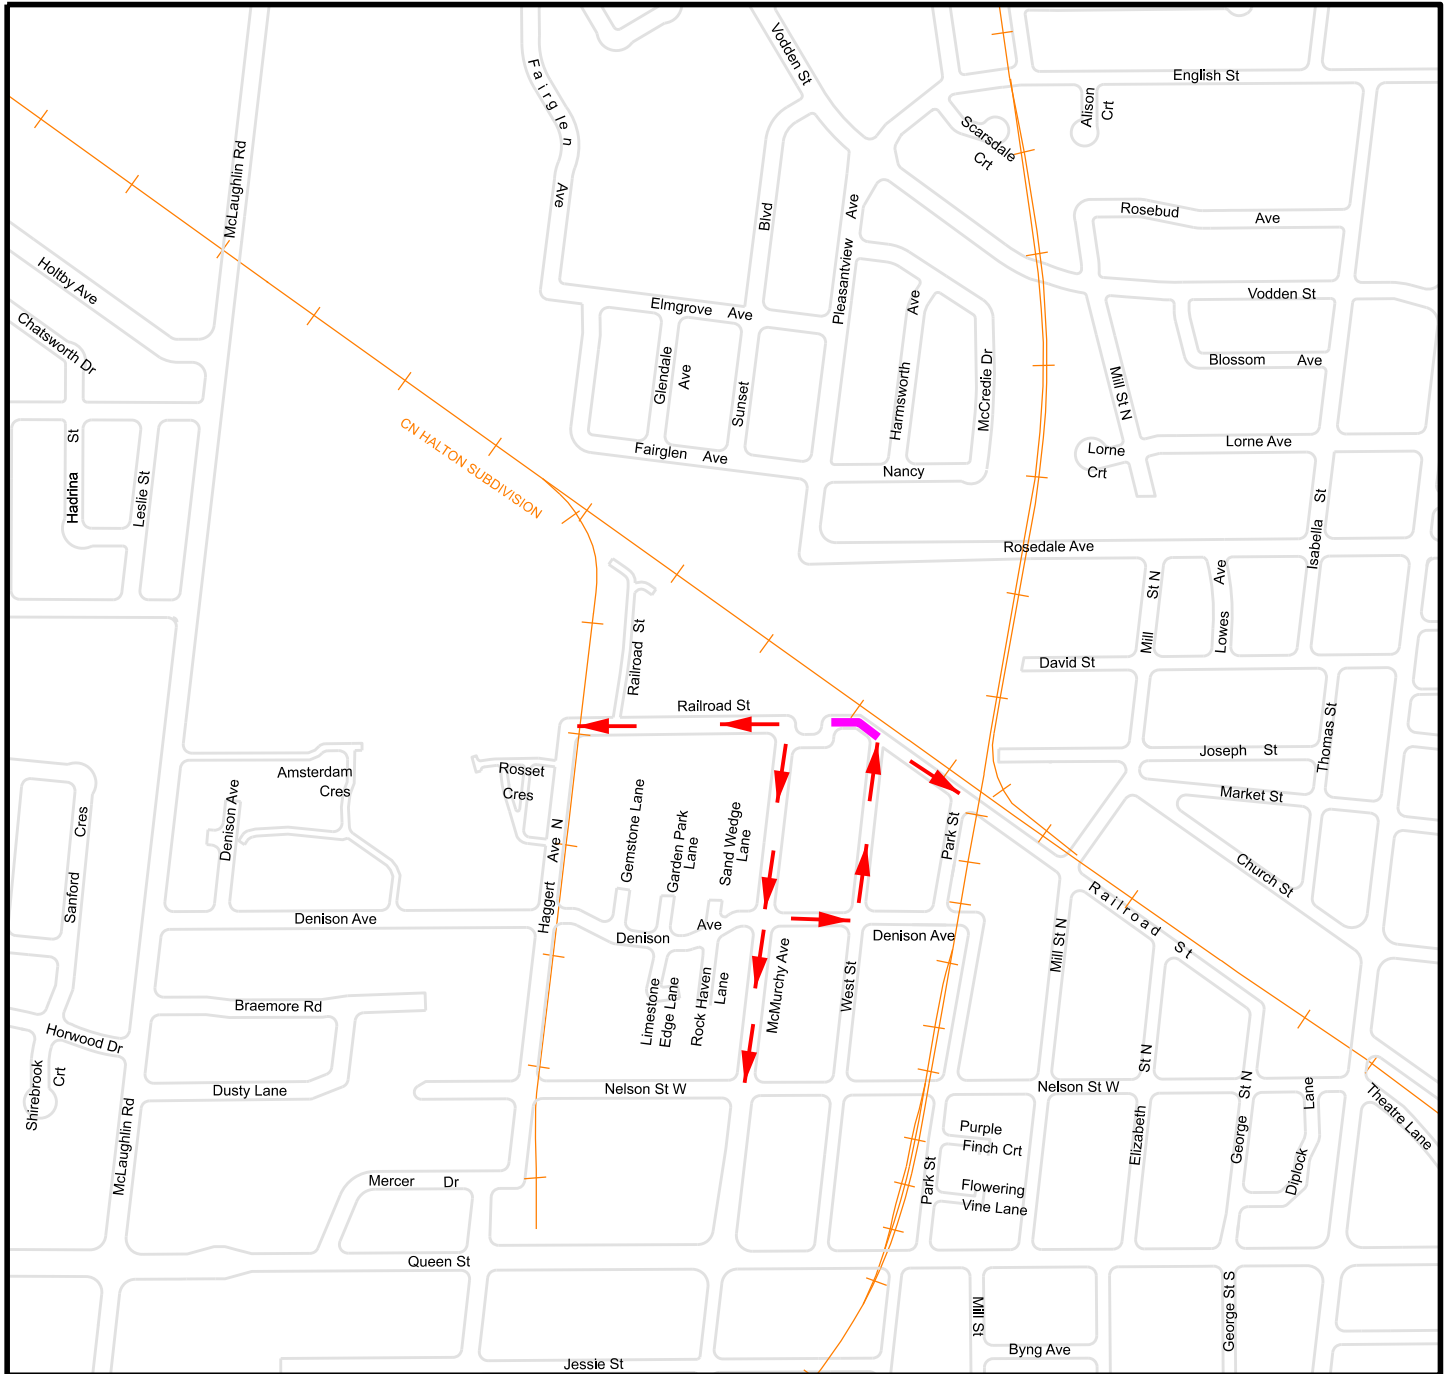 Vodden St
English St
Fairglen Ave
Alison
Crt
Scarsdale
Crt
McLaughlin Rd
Blvd
Pleasantview Ave
Rosebud Ave
Holtby Ave
Chatsworth Dr
Elmgrove Ave
Vodden St
Harmsworth Ave
McCredie Dr
Glendale
Ave
Sunset
Blossom Ave
Mill St N
CN HALTON SUBDIVISION
Hadrina St
Leslie St
Fairglen Ave
Nancy
Lorne Ave
Lorne
Crt
Isabella St
Rosedale Ave
Mill St N
Lowes Ave
Railroad St
David St
Railroad St
Thomas St
Joseph St
Amsterdam
Cres
Rosset
Cres
Market St
Denison Ave
Sanford Cres
Gemstone Lane
Garden Park
Lane
Sand Wedge
Lane
Park St
Church St
Haggert Ave N
Railroad St
Denison Ave
Denison Ave
Denison Ave
Mill St N
McMurchy Ave
West St
Limestone
Edge Lane
Rock Haven
Lane
Braemore Rd
Horwood Dr
Shirebrook
Crt
Dusty Lane
Nelson St W
Nelson St W
Elizabeth St N
George St N
Diplock Lane
Theatre Lane
McLaughlin Rd
Purple
Finch Crt
Mercer Dr
Park St
Flowering
Vine Lane
Queen St
Mill St
George St S
Byng Ave
Jessie St